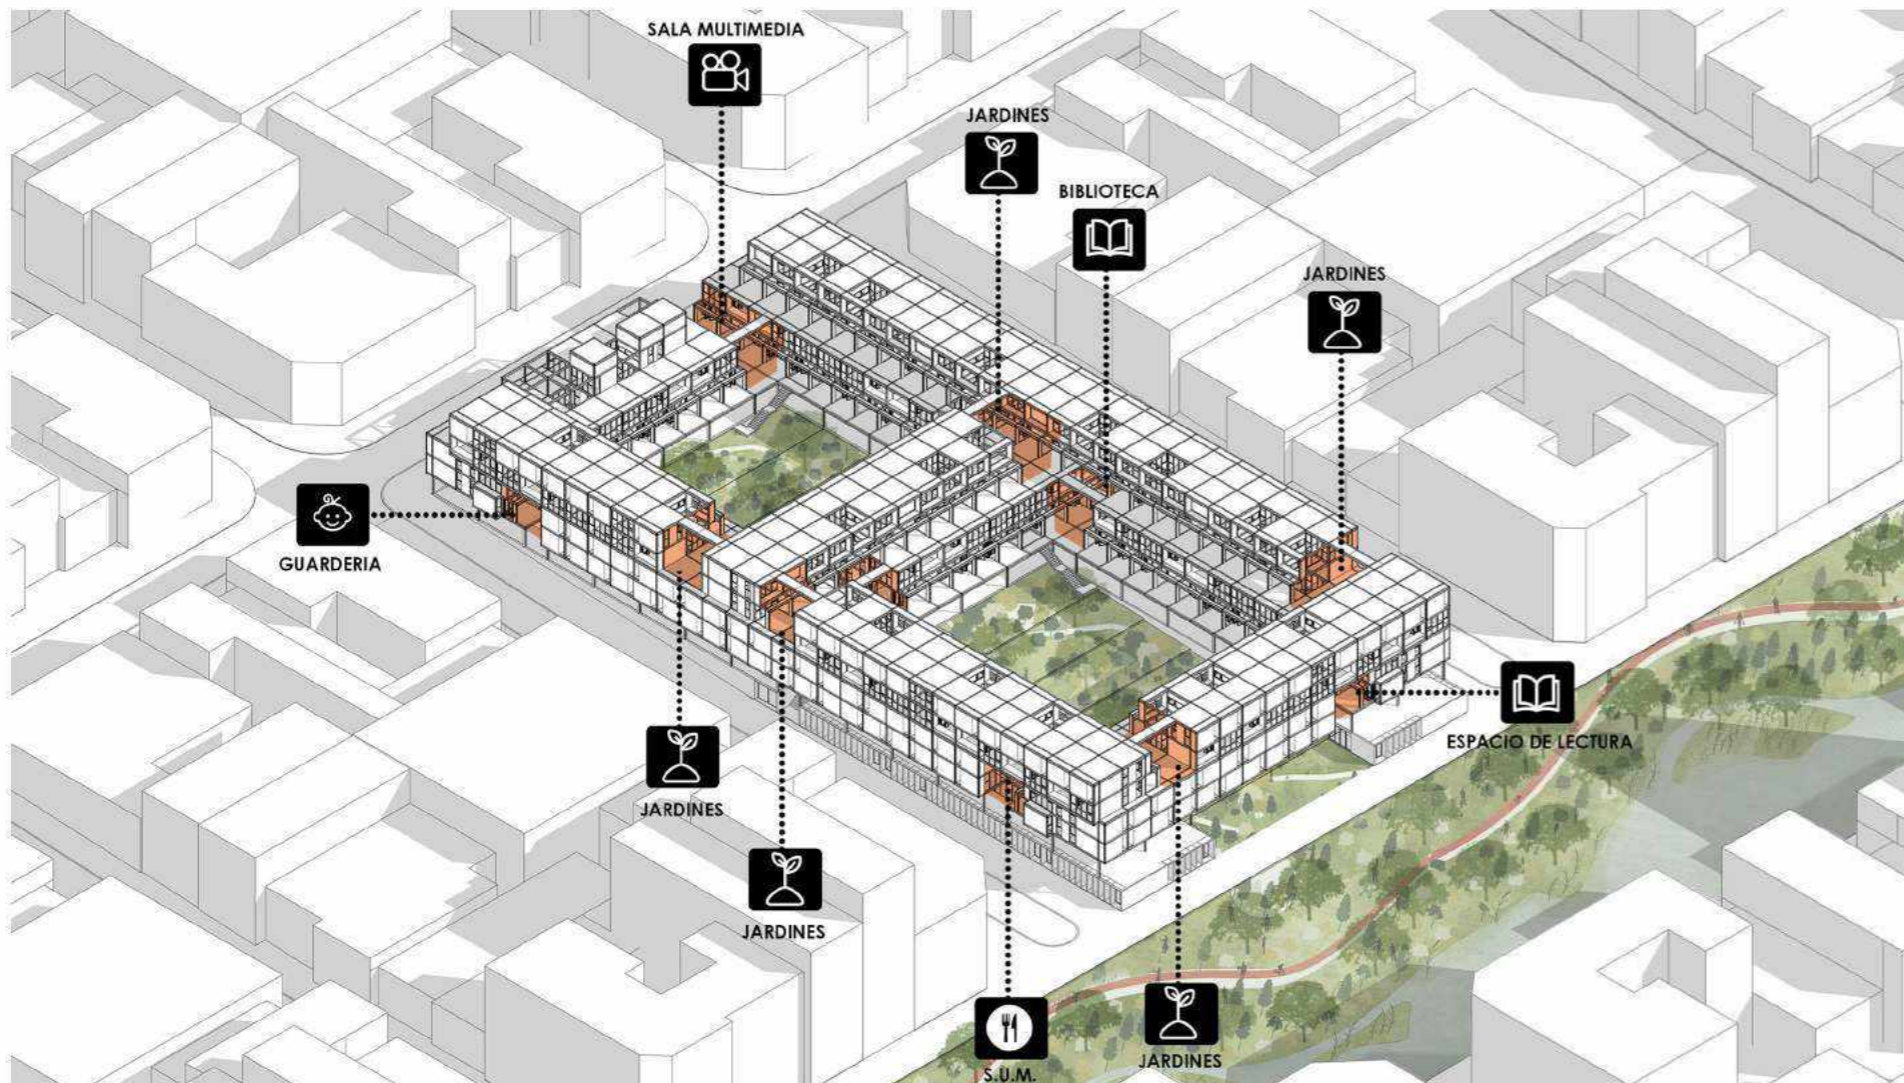 SALA MULTIMEDIA
JARDINES
BIBLIOTECA
JARDINES
GUARDERIA
ESPACIO DE LECTURA
JARDINES
JARDINES
JARDINES
S.U.M.